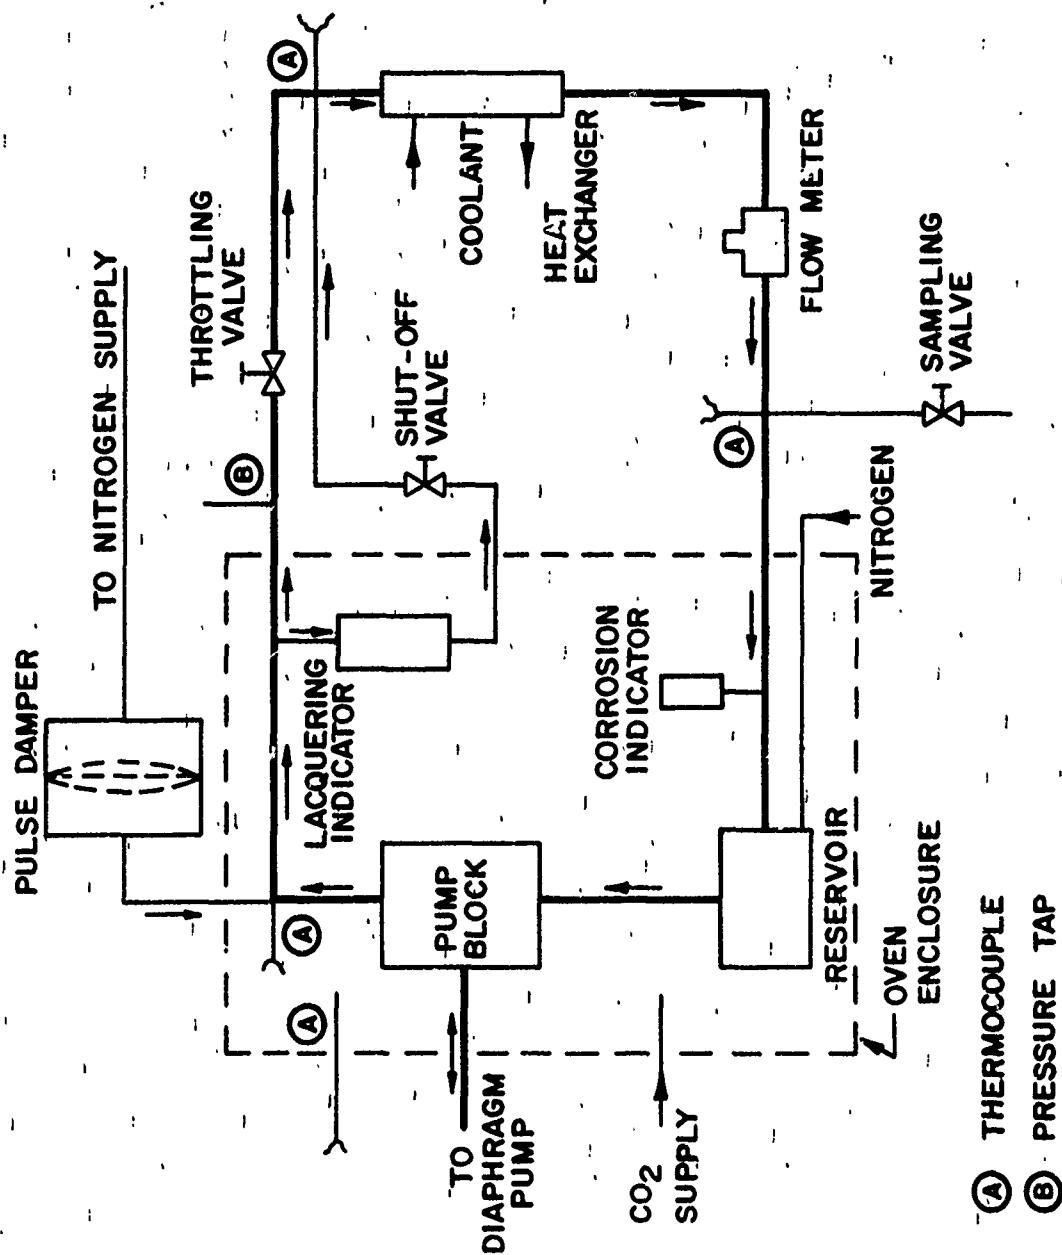 PULSE DAMPER
TO NITROGEN SUPPLY
THROTTLING
VALVE
A
B
A
A
LACQUERING
INDICATOR
SHUT-OFF
VALVE
COOLANT
HEAT
EXCHANGER
TO
DIAPHRAGM
PUMP
PUMP
BLOCK
CORROSION
INDICATOR
A
FLOW METER
CO2
SUPPLY
RESERVOIR
NITROGEN
SAMPLING
VALVE
OVEN
ENCLOSURE
A THERMOCOUPLE
B PRESSURE TAP